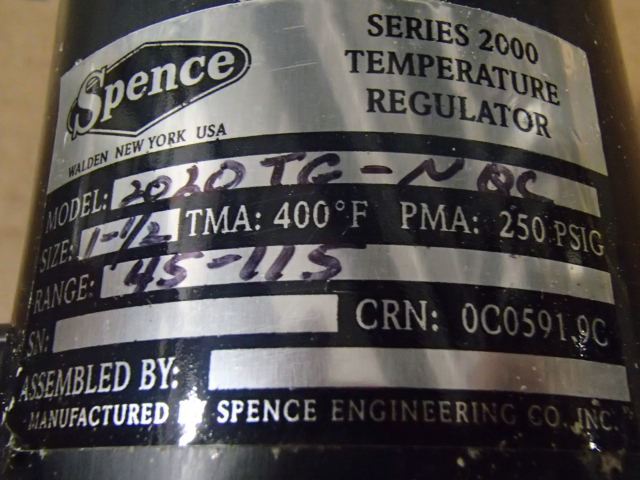 Spence
WALDEN NEW YORK USA
SERIES 2000
TEMPERATURE
REGULATOR
MODEL: 2020 TG-N QC
SIZE: 1-1/2 TMA: 400°F PMA: 250 PSIG
RANGE: 45-115
SN: CRN: 0C0591.9C
ASSEMBLED BY:
MANUFACTURED BY SPENCE ENGINEERING CO. INC.